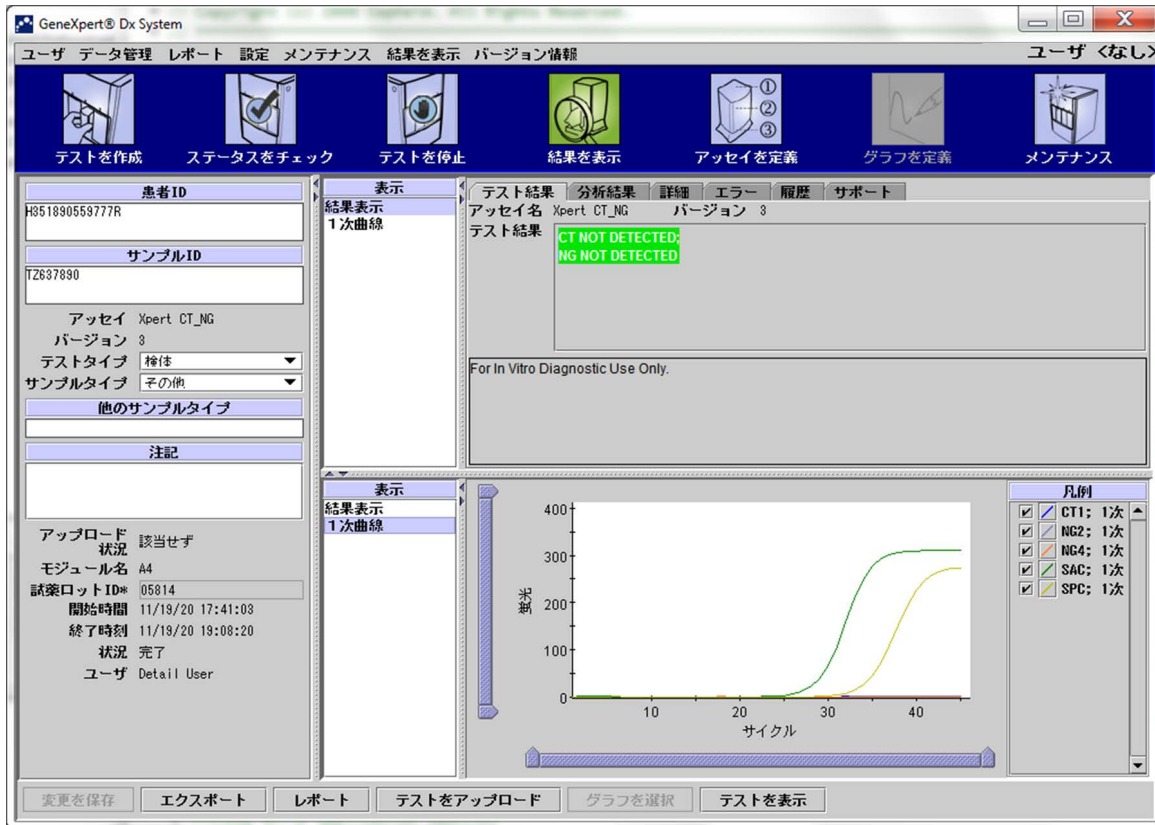 GeneXpert® Dx System
ユーザ データ管理 レポート 設定 メンテナンス 結果を表示 バージョン情報 ユーザ <なし>
テストを作成 ステータスをチェック テストを停止 結果を表示 アッセイを定義 グラフを定義 メンテナンス
① ② ③
患者ID
H351890559777R
サンプルID
TZ637890
アッセイ Xpert CT_NG
バージョン 3
テストタイプ 検体
サンプルタイプ その他
他のサンプルタイプ
注記
アップロード
状況 該当せず
モジュール名 A4
試薬ロットID* 05814
開始時間 11/19/20 17:41:03
終了時刻 11/19/20 19:08:20
状況 完了
ユーザ Detail User
表示
結果表示
1次曲線
テスト結果 分析結果 詳細 エラー 履歴 サポート
アッセイ名 Xpert CT_NG バージョン 3
テスト結果
CT NOT DETECTED;
NG NOT DETECTED
For In Vitro Diagnostic Use Only.
表示
結果表示
1次曲線
蛍光
400
300
200
100
0
10 20 30 40
サイクル
凡例
CT1; 1次
NG2; 1次
NG4; 1次
SAC; 1次
SPC; 1次
変更を保存 エクスポート レポート テストをアップロード グラフを選択 テストを表示